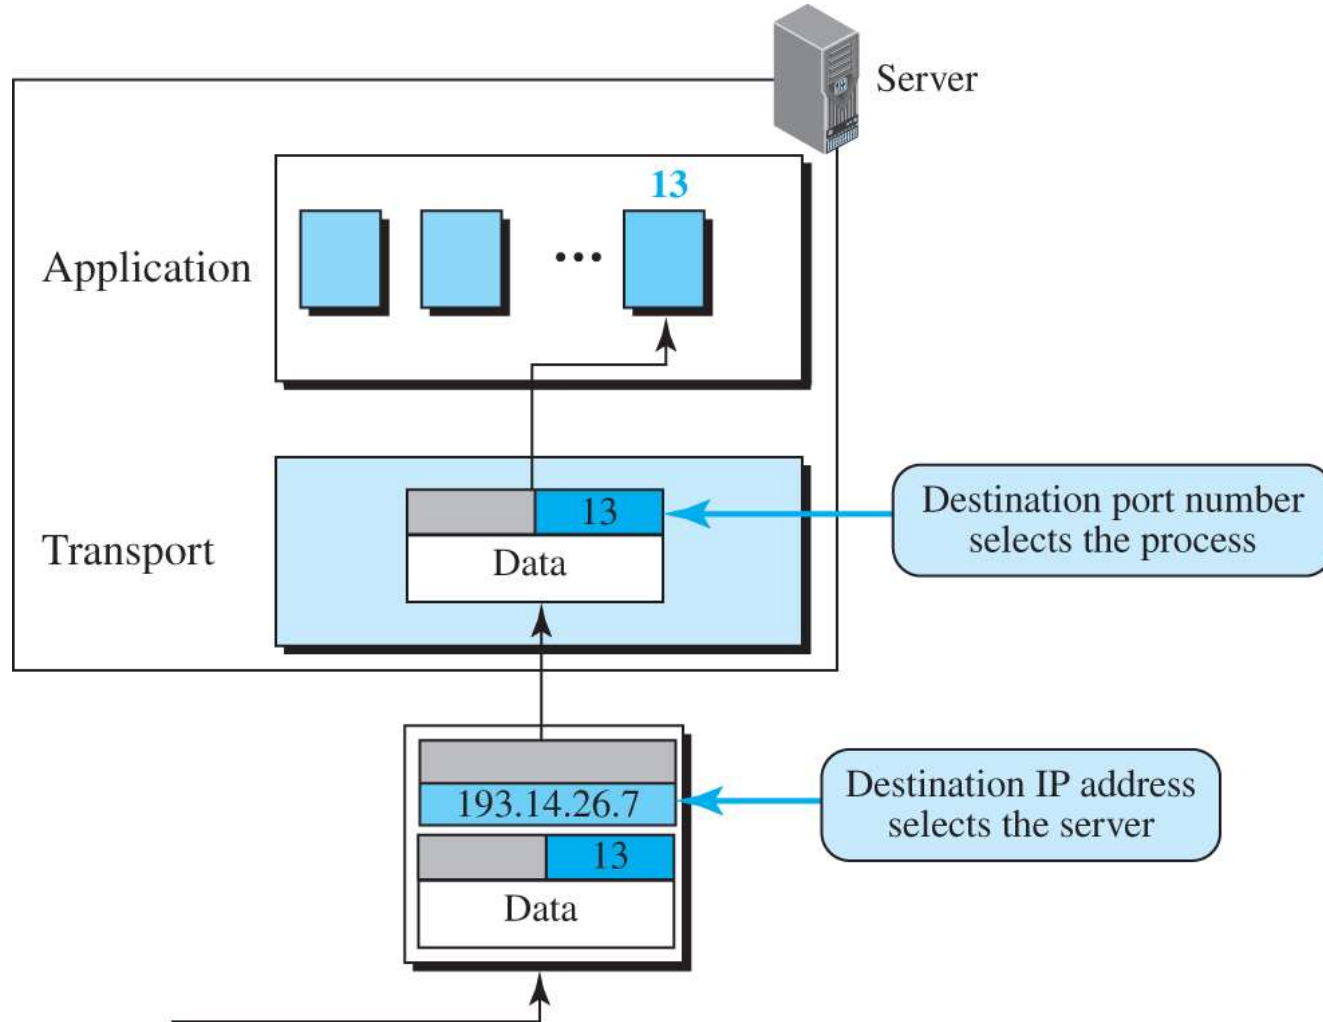 Server
13
Application
...
13
Destination port number
selects the process
Transport
Data
193.14.26.7
Destination IP address
selects the server
13
Data